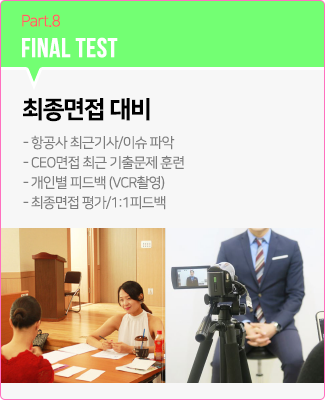 Part.8
FINAL TEST
최종면접 대비
- 항공사 최근기사/이슈 파악
- CEO면접 최근 기출문제 훈련
- 개인별 피드백 (VCR촬영)
- 최종면접 평가/1:1피드백